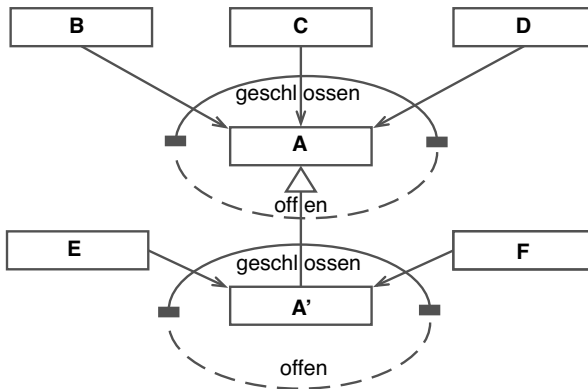 B C D
geschlossen
A
offen
E geschlossen F
A'
offen